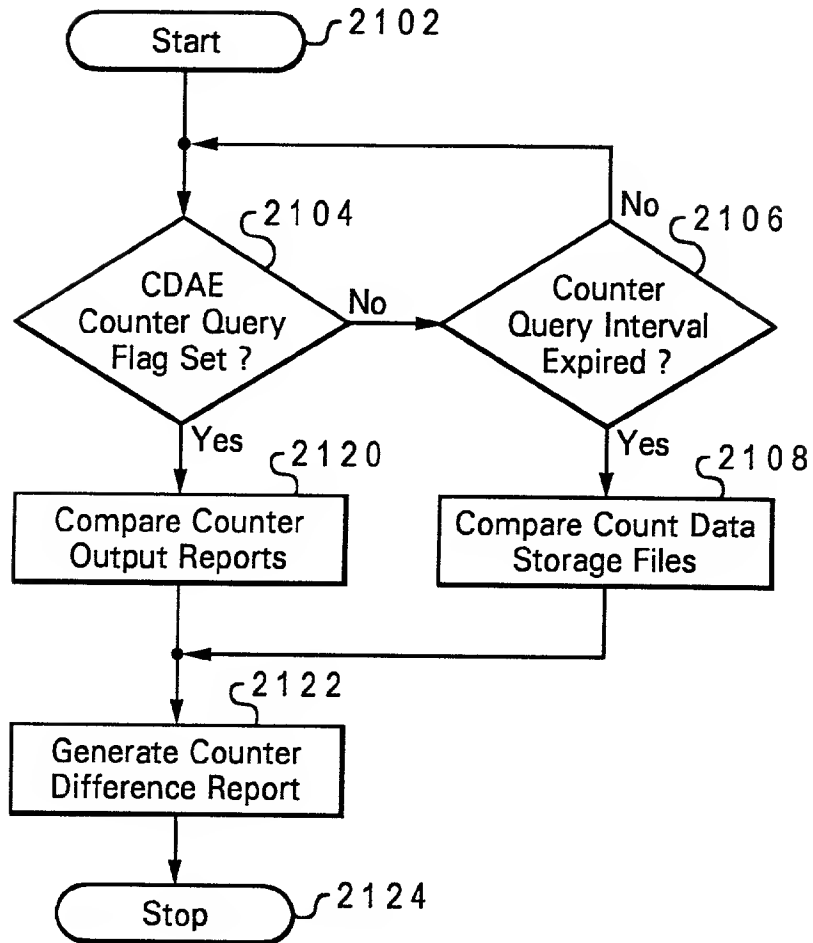 Start
2102
2104
CDAE
Counter Query
Flag Set ?
No
No
2106
Counter
Query Interval
Expired ?
Yes
2120
Compare Counter
Output Reports
Yes
2108
Compare Count Data
Storage Files
2122
Generate Counter
Difference Report
Stop
2124